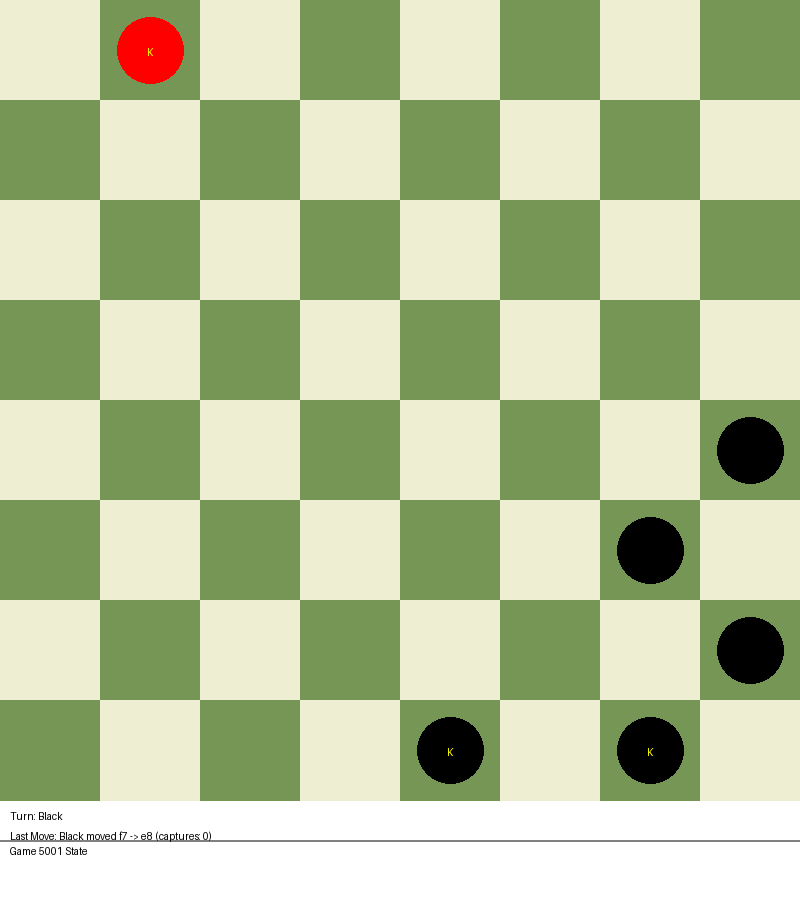 K
K K
Turn: Black
Last Move: Black moved f7 -> e8 (captures: 0)
Game 5001 State